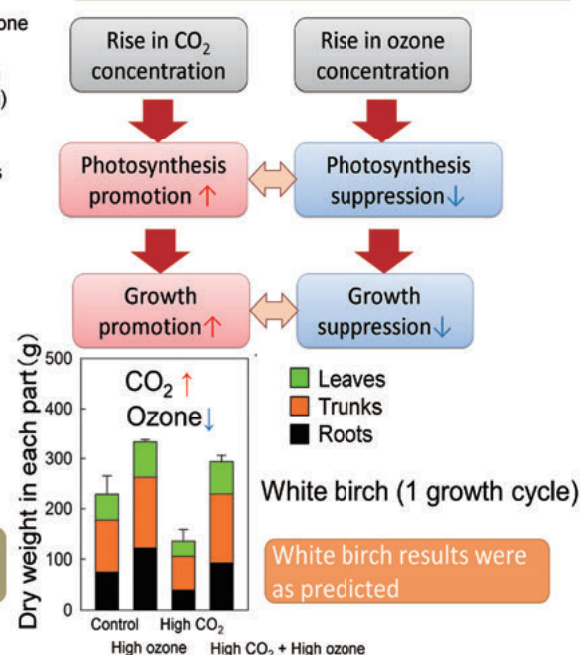 one
)
s
Rise in CO₂
concentration
Rise in ozone
concentration
Photosynthesis
promotion ↑
Photosynthesis
suppression↓
Growth
promotion↑
Growth
suppression↓
Dry weight in each part(g)
500
400
300
200
100
0
CO₂ ↑
Ozone↓
Leaves
Trunks
Roots
White birch (1 growth cycle)
White birch results were
as predicted
Control
High CO₂
High ozone
High CO₂ + High ozone